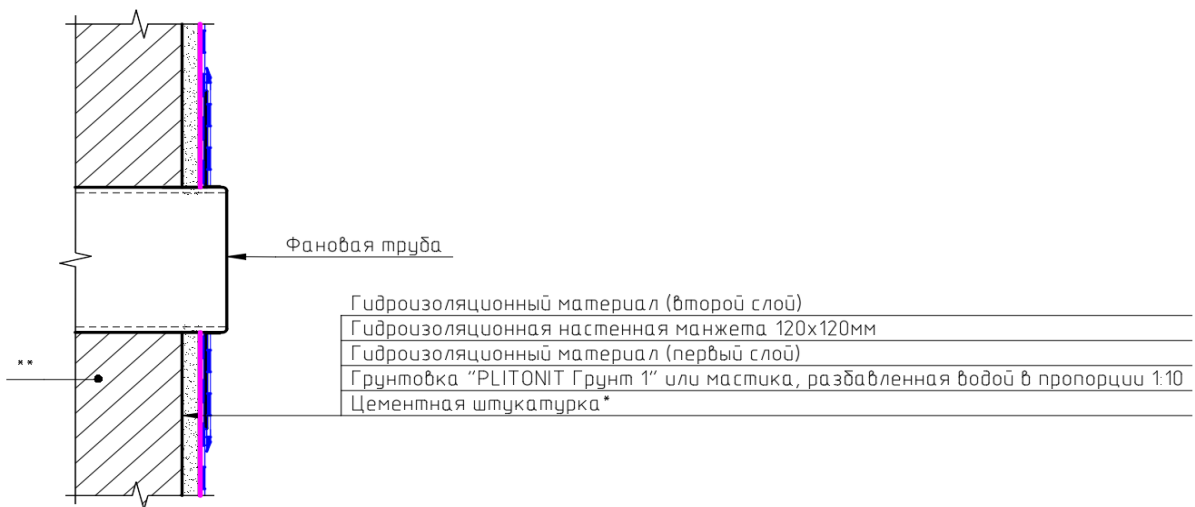 Фановая труба
Гидроизоляционный материал (второй слой)
Гидроизоляционная настенная манжета 120х120мм
Гидроизоляционный материал (первый слой)
Грунтовка “PLITONIT Грунт 1” или мастика, разбавленная водой в пропорции 1:10
**
Цементная штукатурка*